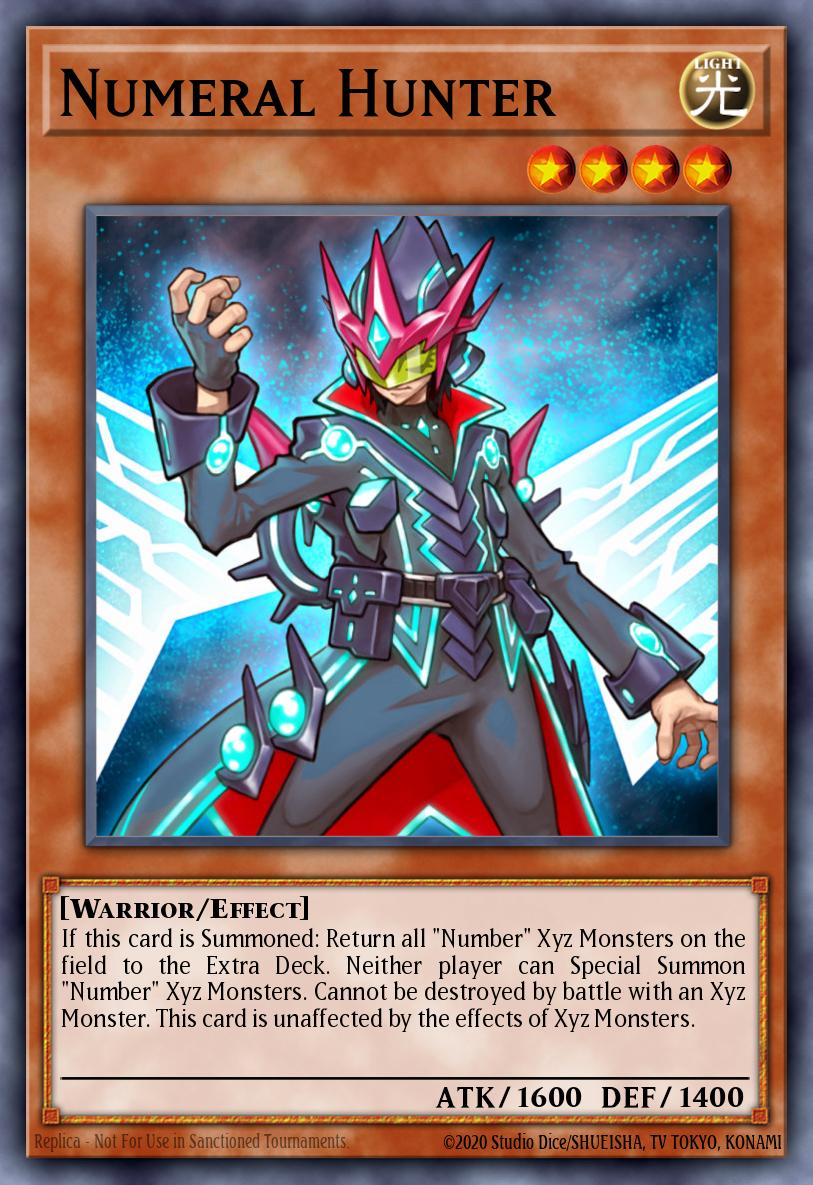 Numeral Hunter
LIGHT
光
[Warrior/Effect]
If this card is Summoned: Return all "Number" Xyz Monsters on the
field to the Extra Deck. Neither player can Special Summon
"Number" Xyz Monsters. Cannot be destroyed by battle with an Xyz
Monster. This card is unaffected by the effects of Xyz Monsters.
ATK/1600 DEF/1400
Replica - Not For Use in Sanctioned Tournaments.
©2020 Studio Dice/SHUEISHA, TV TOKYO, KONAMI